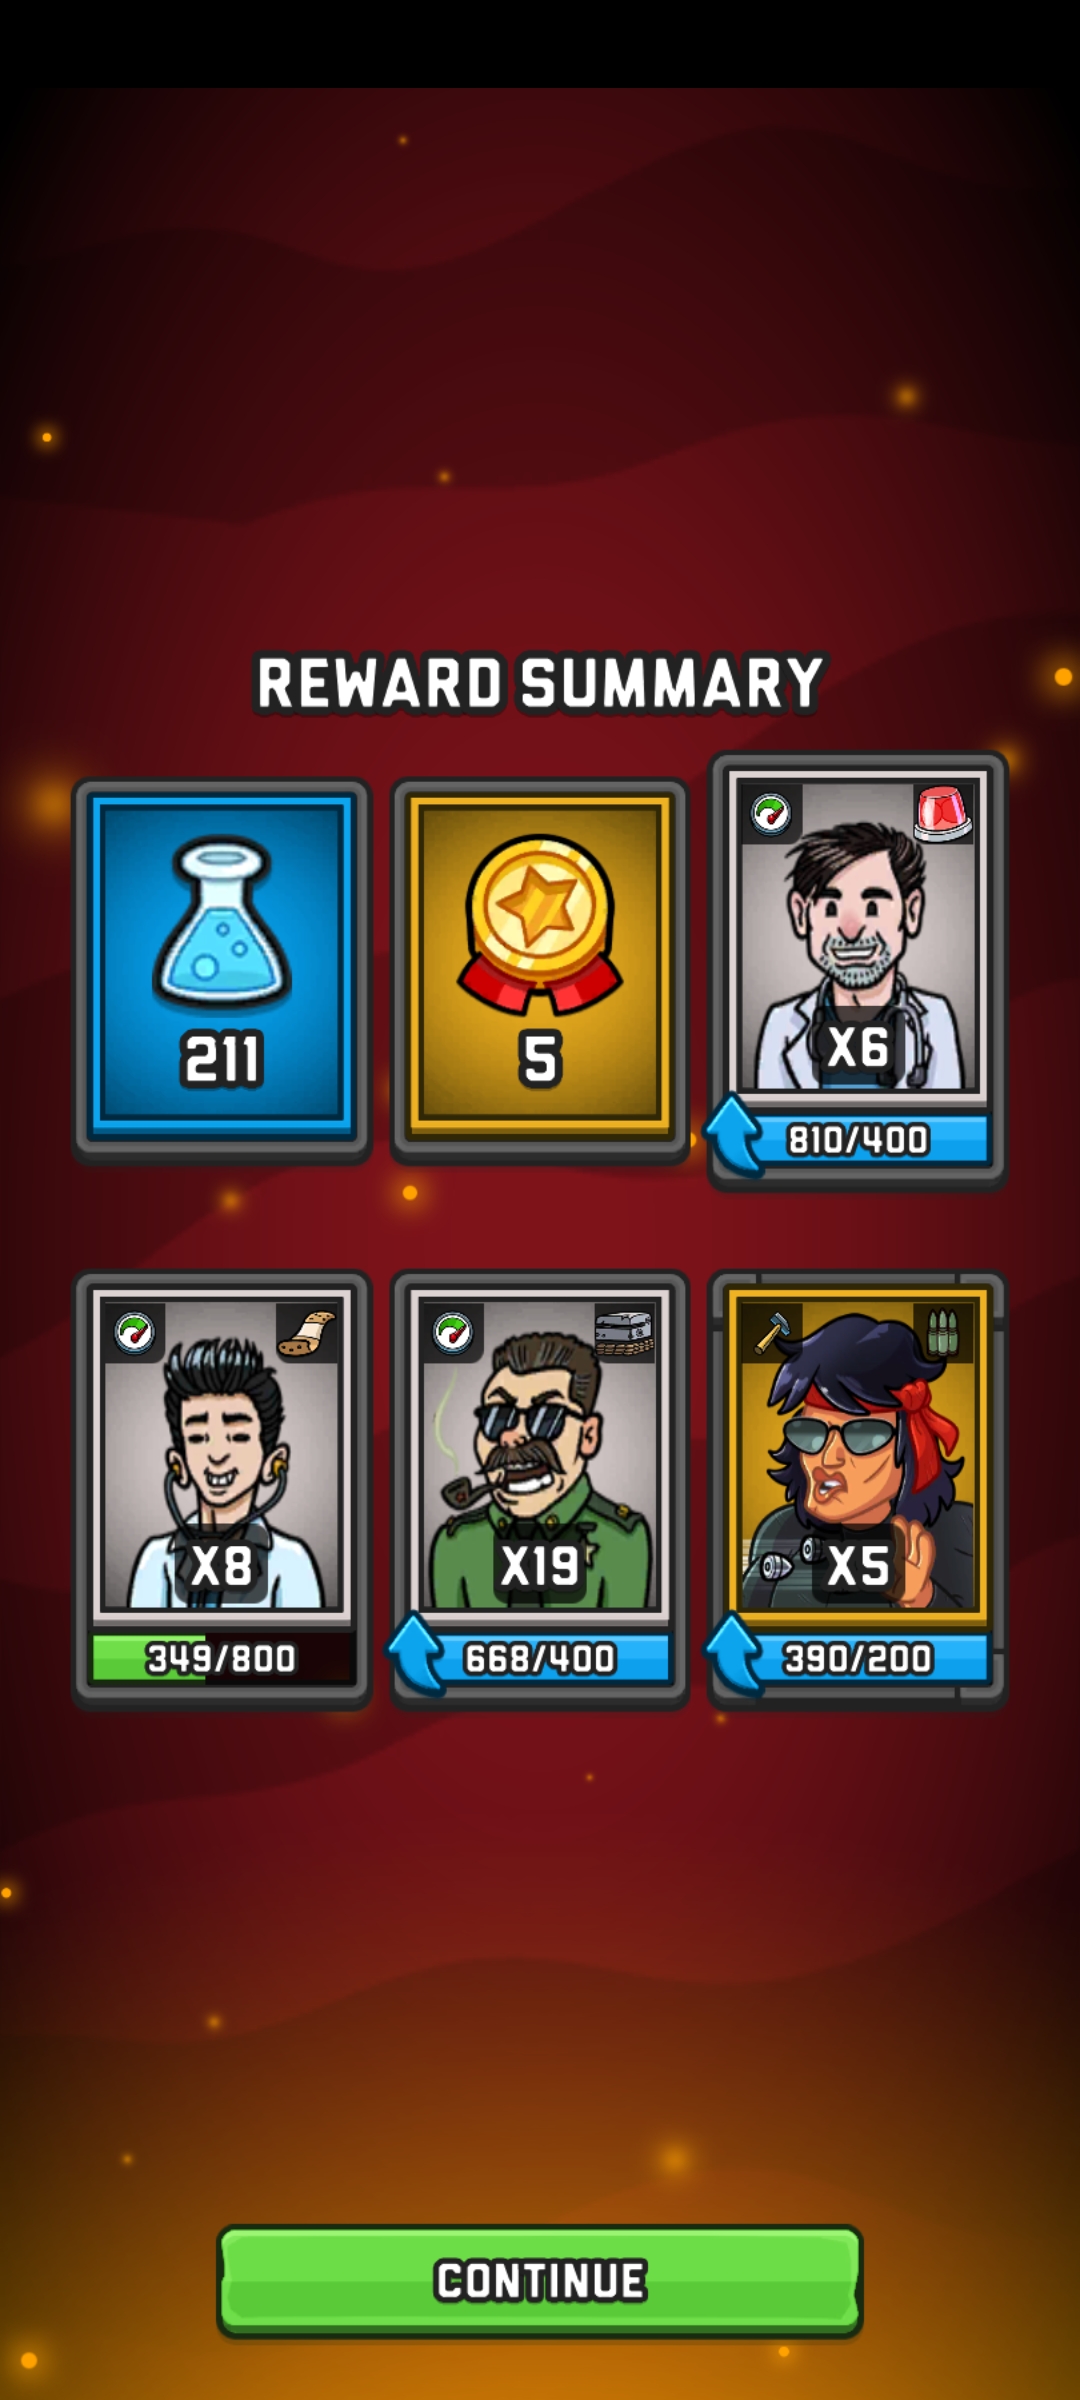 REWARD SUMMARY
211
5
X6
810/400
X8
349/800
X19
668/400
X5
390/200
CONTINUE